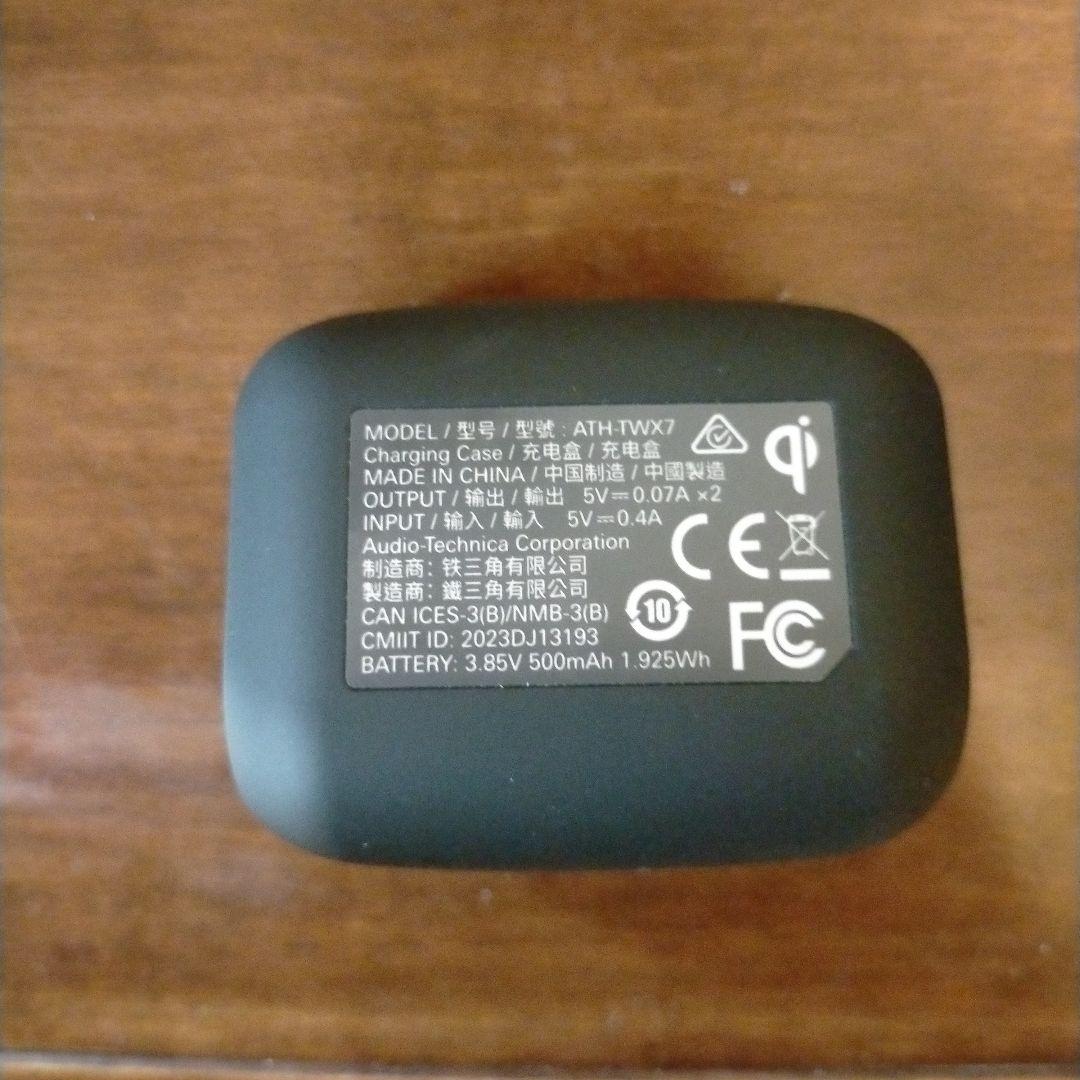 MODEL / 型号 / 型號 : ATH-TWX7
Charging Case / 充电盒 / 充電盒
MADE IN CHINA / 中国制造 / 中國製造
OUTPUT / 输出 / 輸出 5V⎓0.07A ×2
INPUT / 输入 / 輸入 5V⎓0.4A
Audio-Technica Corporation
制造商: 铁三角有限公司
製造商: 鐵三角有限公司
CAN ICES-3(B)/NMB-3(B)
CMIIT ID: 2023DJ13193
BATTERY: 3.85V 500mAh 1.925Wh
qi
CE
10
FC